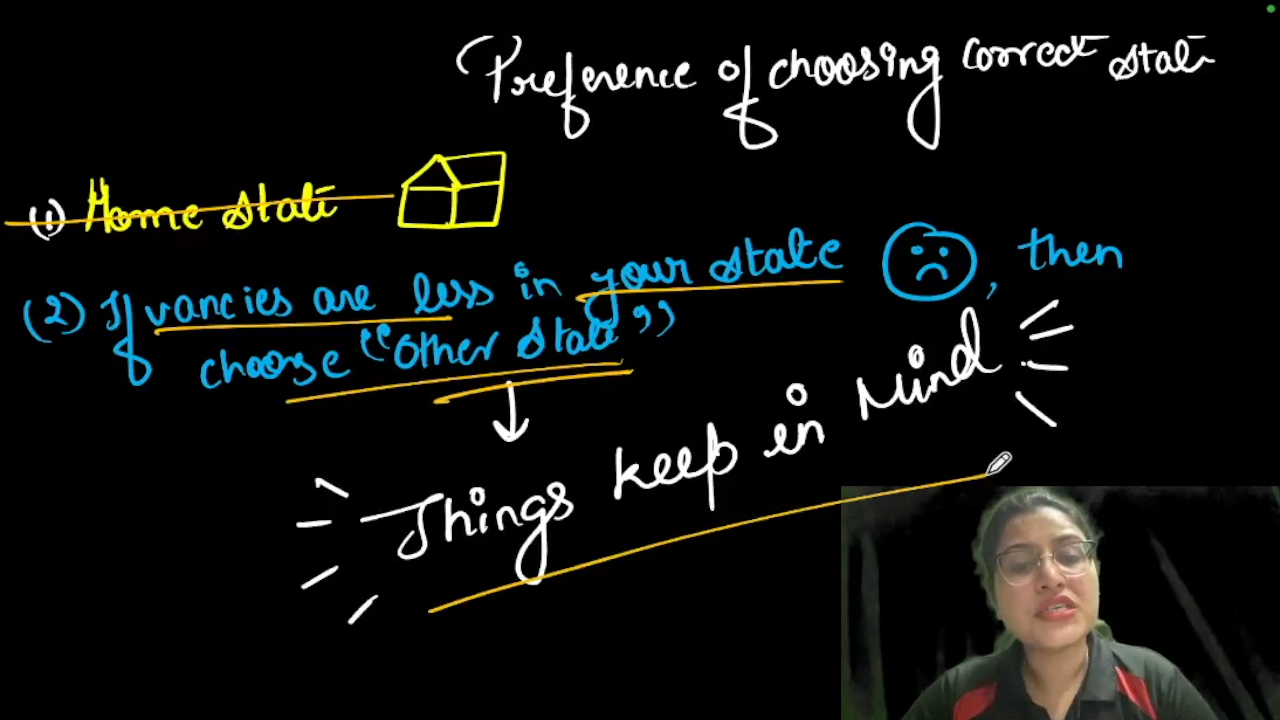 Preference of choosing correct state
(1) Home State
(2) If vancies are less in your state , then
choose "Other State"
Things keep in Mind